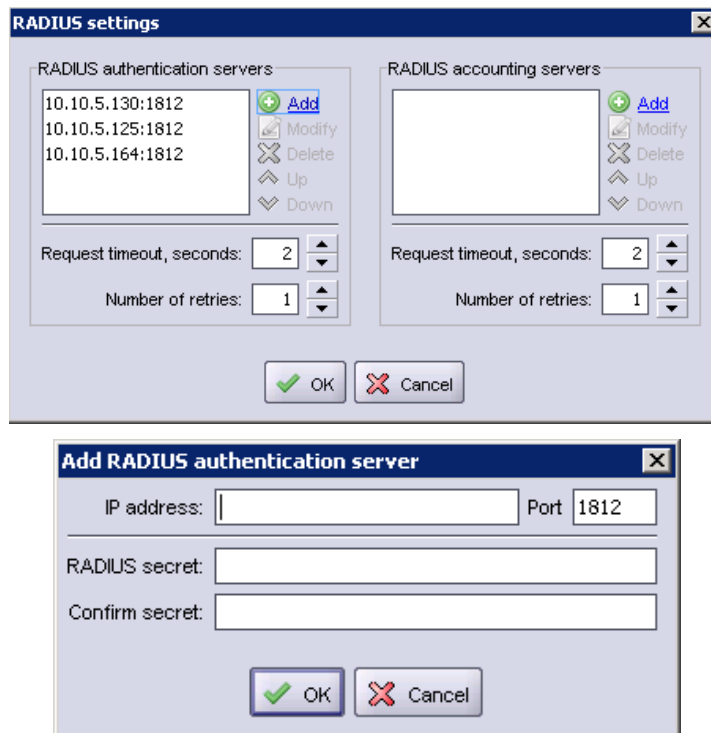 RADIUS settings
RADIUS authentication servers
10.10.5.130:1812
10.10.5.125:1812
10.10.5.164:1812
Add
Modify
Delete
Up
Down
Request timeout, seconds: 2
Number of retries: 1
RADIUS accounting servers
Add
Modify
Delete
Up
Down
Request timeout, seconds: 2
Number of retries: 1
OK
Cancel
Add RADIUS authentication server
IP address:
Port 1812
RADIUS secret:
Confirm secret:
OK
Cancel